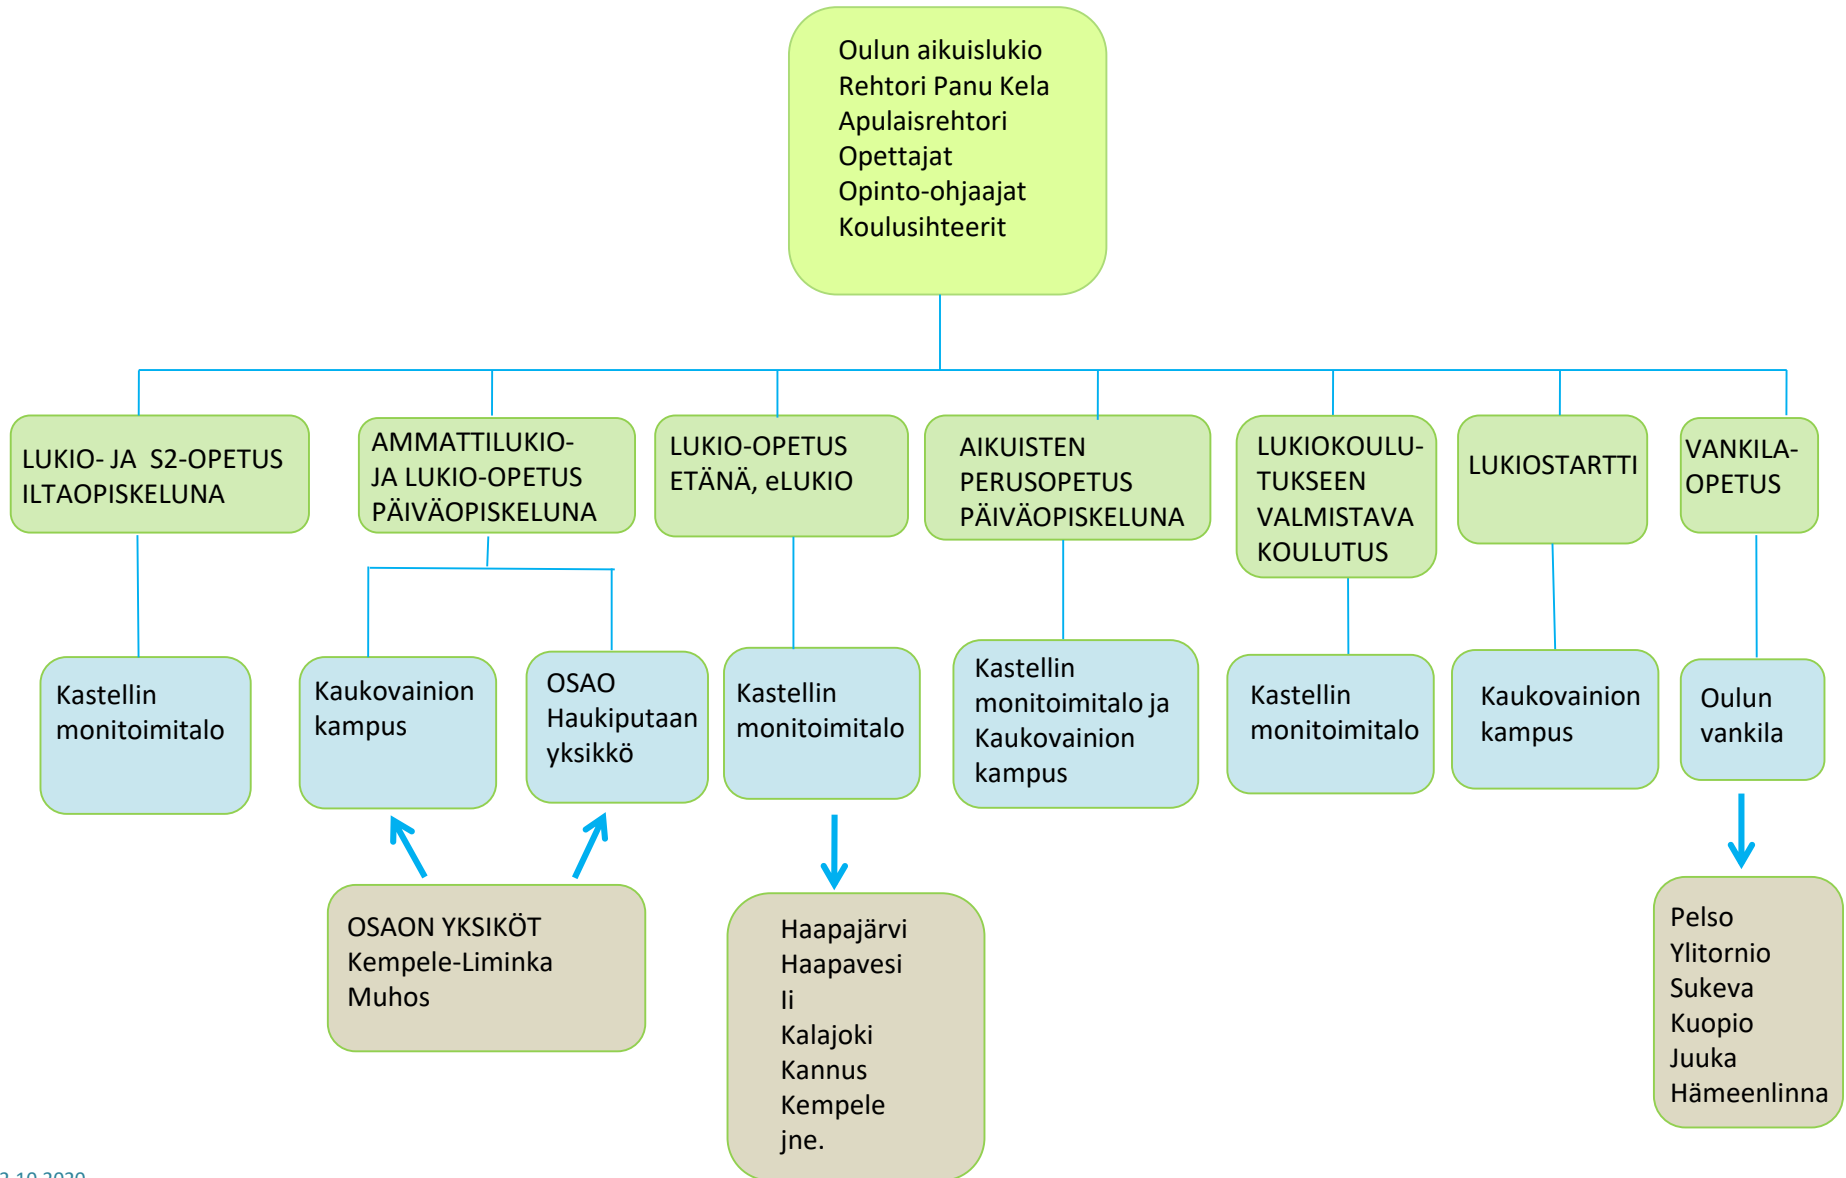 Oulun aikuislukio
Rehtori Panu Kela
Apulaisrehtori
Opettajat
Opinto-ohjaajat
Koulusihteerit
LUKIO- JA S2-OPETUS
ILTAOPISKELUNA
AMMATTILUKIO-
JA LUKIO-OPETUS
PÄIVÄOPISKELUNA
LUKIO-OPETUS
ETÄNÄ, eLUKIO
AIKUISTEN
PERUSOPETUS
PÄIVÄOPISKELUNA
LUKIOKOULU-
TUKSEEN
VALMISTAVA
KOULUTUS
LUKIOSTARTTI
VANKILA-
OPETUS
Kastellin
monitoimitalo
Kaukovainion
kampus
OSAO
Haukiputaan
yksikkö
Kastellin
monitoimitalo
Kastellin
monitoimitalo ja
Kaukovainion
kampus
Kastellin
monitoimitalo
Kaukovainion
kampus
Oulun
vankila
OSAON YKSIKÖT
Kempele-Liminka
Muhos
Haapajärvi
Haapavesi
Ii
Kalajoki
Kannus
Kempele
jne.
Pelso
Ylitornio
Sukeva
Kuopio
Juuka
Hämeenlinna